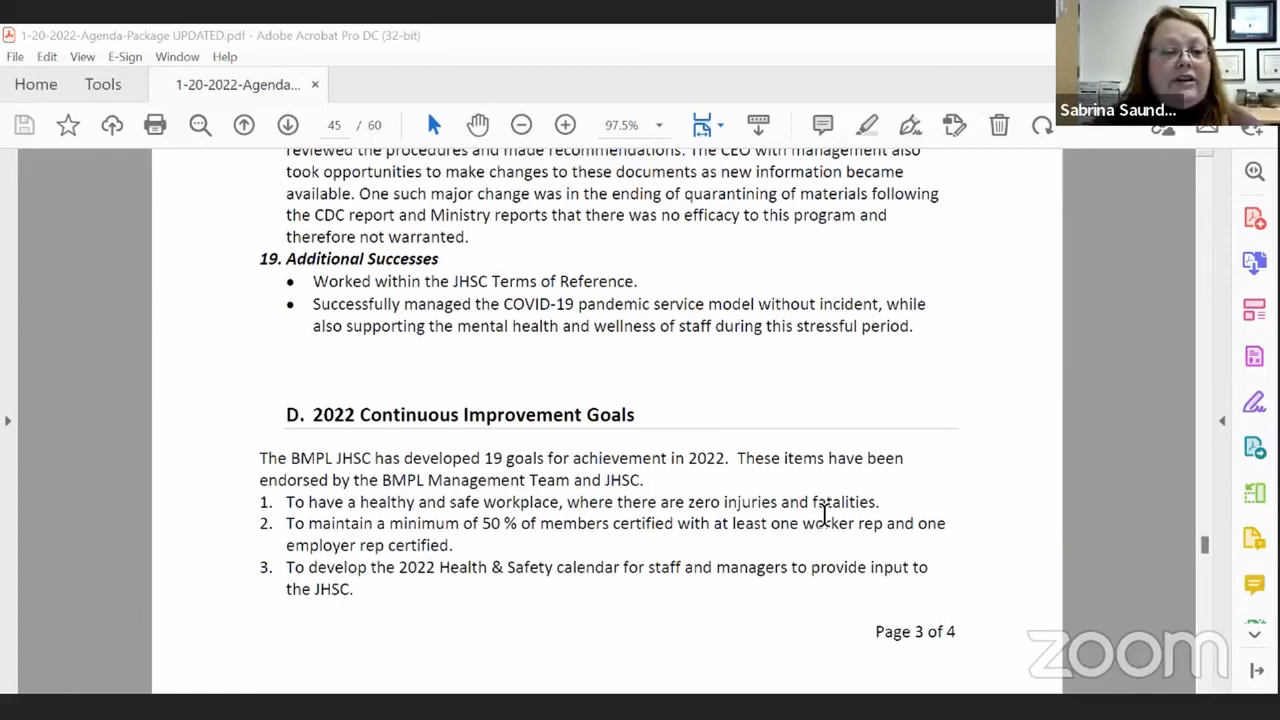 1-20-2022-Agenda-Package UPDATED.pdf - Adobe Acrobat Pro DC (32-bit)
File Edit View E-Sign Window Help
Home Tools 1-20-2022-Agenda... ×
45 / 60 97.5%
Sabrina Saund...
reviewed the procedures and made recommendations. The CEO with management also
took opportunities to make changes to these documents as new information became
available. One such major change was in the ending of quarantining of materials following
the CDC report and Ministry reports that there was no efficacy to this program and
therefore not warranted.
19. Additional Successes
• Worked within the JHSC Terms of Reference.
• Successfully managed the COVID-19 pandemic service model without incident, while
also supporting the mental health and wellness of staff during this stressful period.
D. 2022 Continuous Improvement Goals
The BMPL JHSC has developed 19 goals for achievement in 2022. These items have been
endorsed by the BMPL Management Team and JHSC.
1. To have a healthy and safe workplace, where there are zero injuries and fatalities.
2. To maintain a minimum of 50 % of members certified with at least one worker rep and one
employer rep certified.
3. To develop the 2022 Health & Safety calendar for staff and managers to provide input to
the JHSC.
Page 3 of 4
zoom